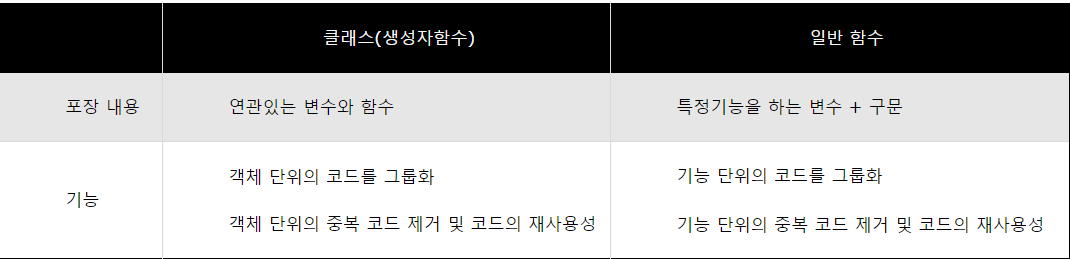 클래스(생성자함수) 일반 함수
포장 내용 연관있는 변수와 함수 특정기능을 하는 변수 + 구문
기능
객체 단위의 코드를 그룹화
객체 단위의 중복 코드 제거 및 코드의 재사용성
기능 단위의 코드를 그룹화
기능 단위의 중복 코드 제거 및 코드의 재사용성